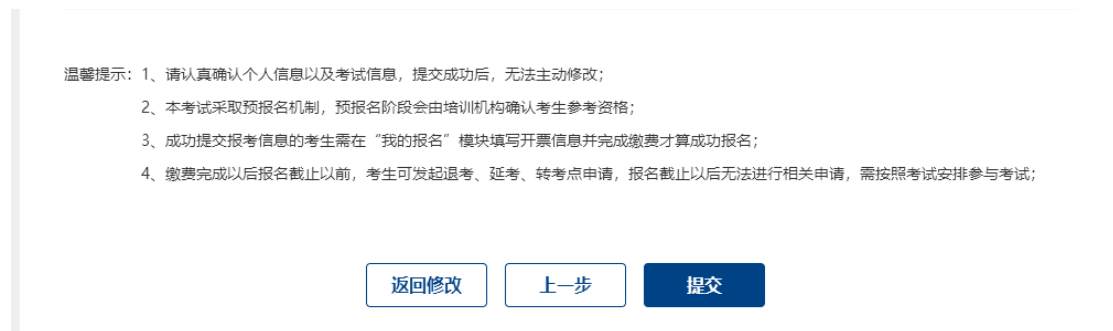 温馨提示：1、请认真确认个人信息以及考试信息，提交成功后，无法主动修改；
2、本考试采取预报名机制，预报名阶段会由培训机构确认考生参考资格；
3、成功提交报考信息的考生需在“我的报名”模块填写开票信息并完成缴费才算成功报名；
4、缴费完成以后报名截止以前，考生可发起退考、延考、转考点申请，报名截止以后无法进行相关申请，需按照考试安排参与考试；
返回修改 上一步 提交